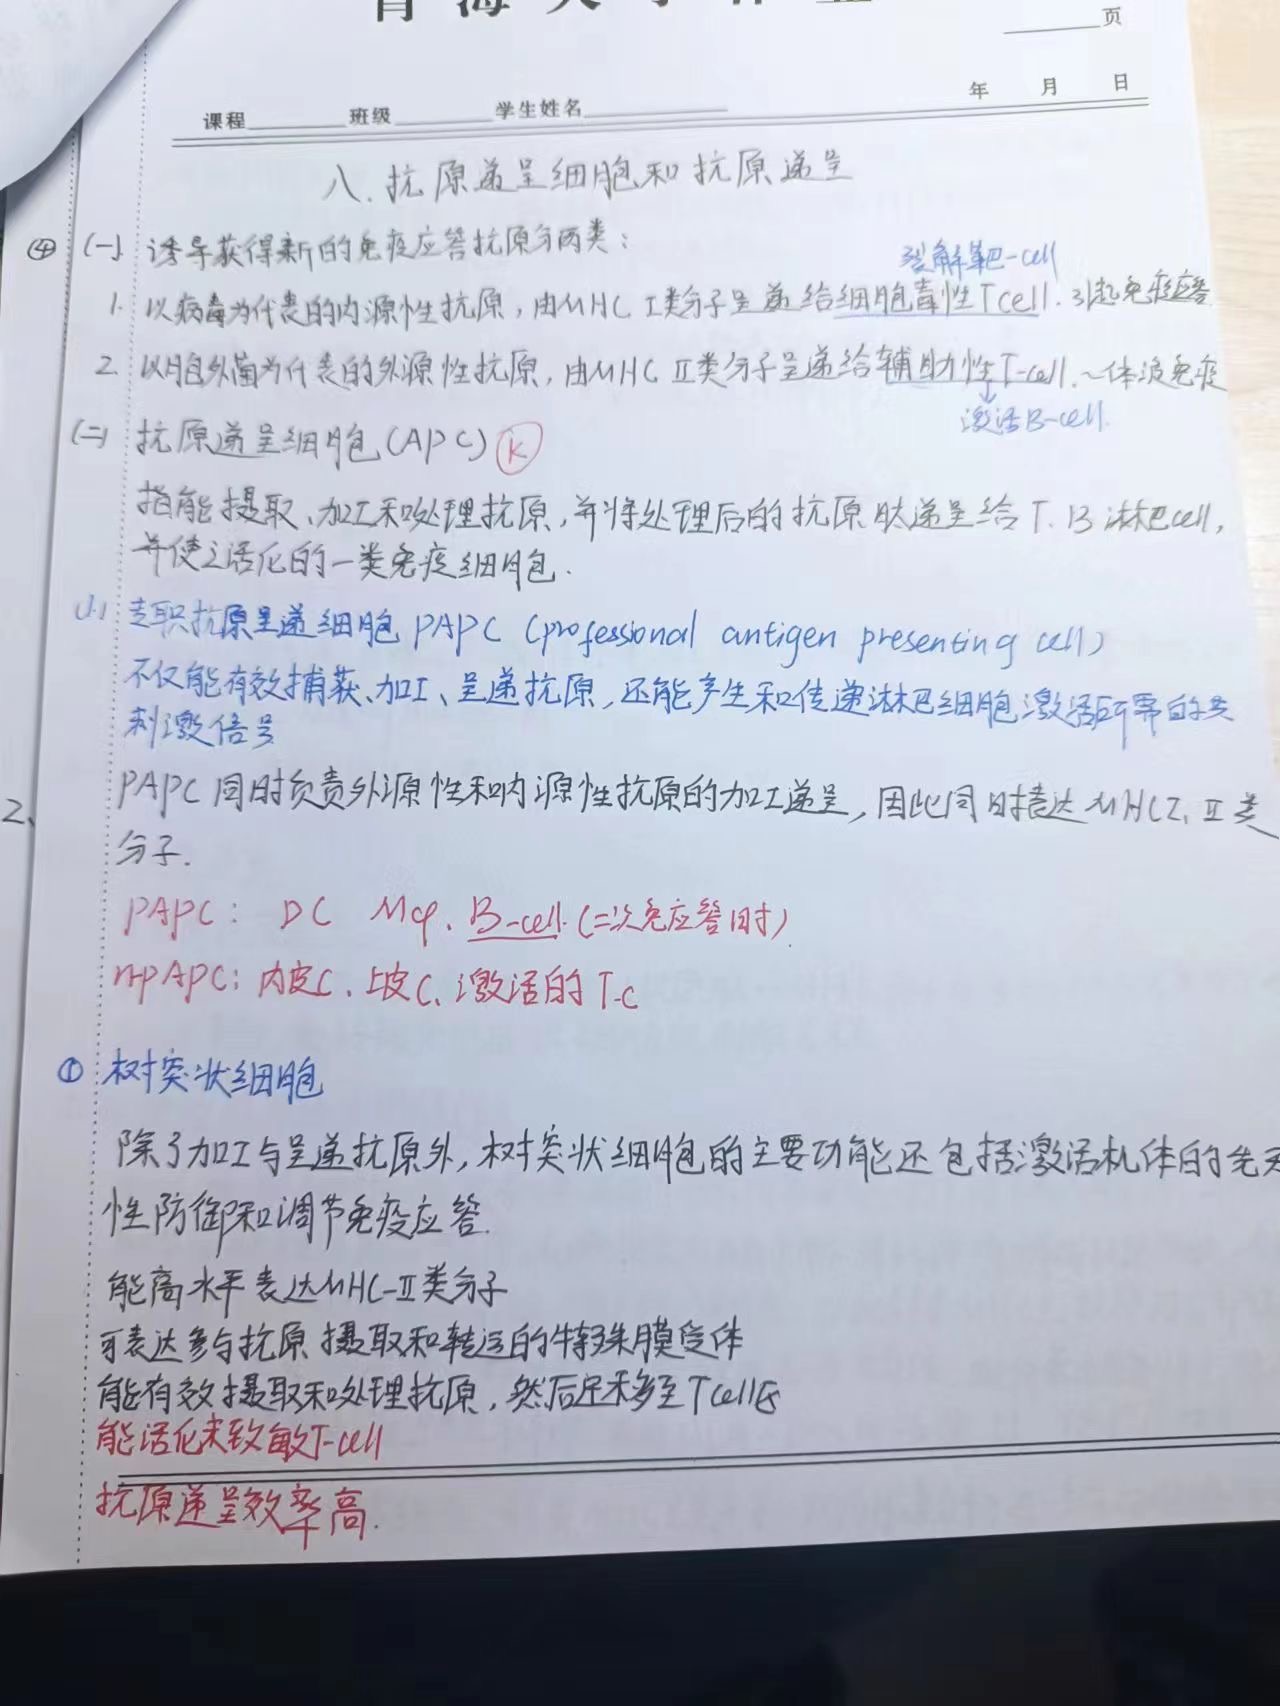 页
年 月 日
课程 班级 学生姓名
八.抗原递呈细胞和抗原递呈
④ (一) 诱导获得新的免疫应答抗原分两类：
裂解靶-cell
1. 以病毒为代表的内源性抗原，由MHC I类分子呈递给细胞毒性Tcell.引起免疫应答
2. 以胞外菌为代表的外源性抗原，由MHC II类分子呈递给辅助性T-cell.~体液免疫
↓
激活B-cell.
(二) 抗原递呈细胞(APC) K
指能摄取、加工和处理抗原，并将处理后的抗原肽递呈给T、B淋巴cell，
并使之活化的一类免疫细胞.
(1) 专职抗原呈递细胞 PAPC (professional antigen presenting cell)
不仅能有效捕获、加工、呈递抗原，还能产生和传递淋巴细胞激活所需的共
刺激信号
PAPC同时负责外源性和内源性抗原的加工递呈，因此同时表达MHCI、II类
2、
分子.
PAPC: DC Mφ. B-cell.(二次免应答时)
n-pAPC: 内皮C、上皮C、激活的T-C
① 树突状细胞
除了加工与呈递抗原外，树突状细胞的主要功能还包括激活机体的先天
性防御和调节免疫应答.
能高水平表达MHC-II类分子
可表达参与抗原摄取和转运的特殊膜受体
能有效摄取和处理抗原，然后迁移至Tcell区
能活化未致敏T-cell
抗原递呈效率高.